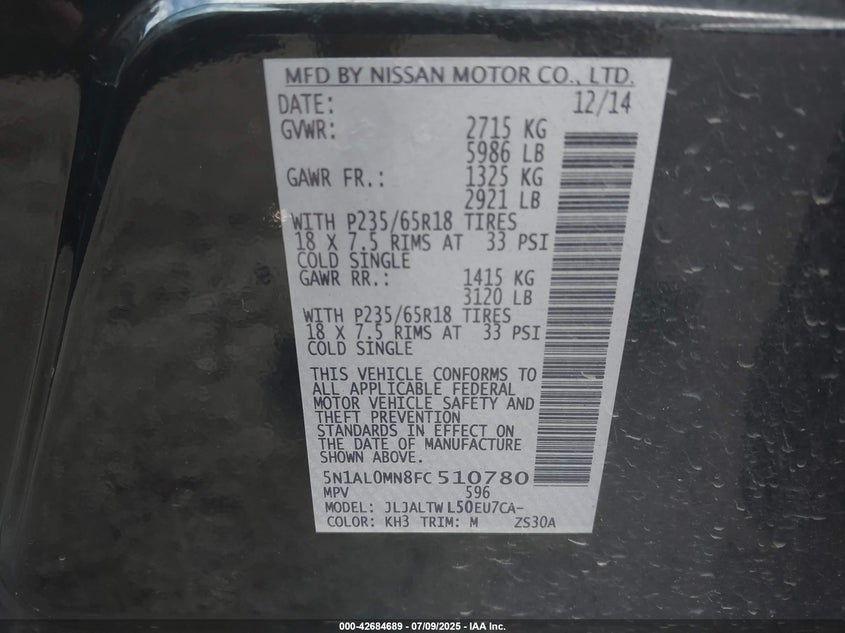 MFD BY NISSAN MOTOR CO., LTD.
DATE: 12/14
GVWR: 2715 KG
5986 LB
GAWR FR.: 1325 KG
2921 LB
WITH P235/65R18 TIRES
18 X 7.5 RIMS AT 33 PSI
COLD SINGLE
GAWR RR.: 1415 KG
3120 LB
WITH P235/65R18 TIRES
18 X 7.5 RIMS AT 33 PSI
COLD SINGLE
THIS VEHICLE CONFORMS TO
ALL APPLICABLE FEDERAL
MOTOR VEHICLE SAFETY AND
THEFT PREVENTION
STANDARDS IN EFFECT ON
THE DATE OF MANUFACTURE
SHOWN ABOVE.
5N1AL0MN8FC510780
MPV 596
MODEL: JLJALTWL50EU7CA-
COLOR: KH3 TRIM: M ZS30A
000-42684689 | 07/09/2025 - IAA Inc.